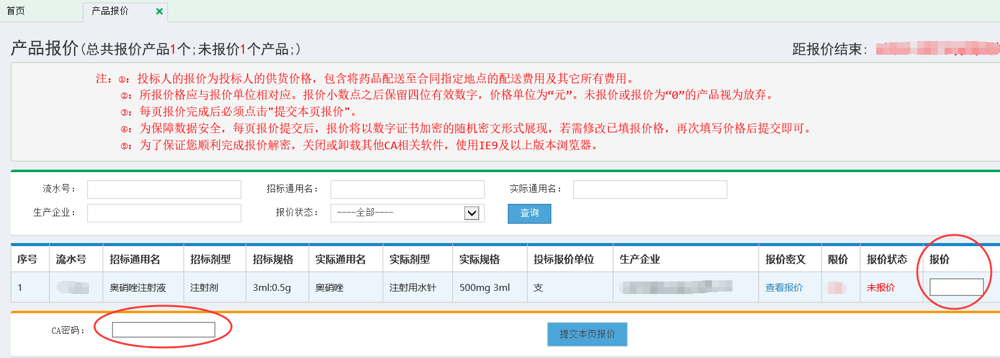 首页 产品报价
产品报价(总共报价产品1个;未报价1个产品;) 距报价结束:
注: ①: 投标人的报价为投标人的供货价格, 包含将药品配送至合同指定地点的配送费用及其它所有费用。
②: 所报价格应与报价单位相对应。报价小数点之后保留四位有效数字, 价格单位为“元”。未报价或报价为“0”的产品视为放弃。
③: 每页报价完成后必须点击"提交本页报价"。
④: 为保障数据安全, 每页报价提交后, 报价将以数字证书加密的随机密文形式展现, 若需修改已填报价格, 再次填写价格后提交即可。
⑤: 为了保证您顺利完成报价解密, 关闭或卸载其他CA相关软件, 使用IE9及以上版本浏览器。
流水号: 招标通用名: 实际通用名:
生产企业: 报价状态: ----全部---- 查询
序号 流水号 招标通用名 招标剂型 招标规格 实际通用名 实际剂型 实际规格 投标报价单位 生产企业 报价密文 限价 报价状态 报价
1 奥硝唑注射液 注射剂 3ml:0.5g 奥硝唑 注射用水针 500mg 3ml 支 查看报价 未报价
CA密码: 提交本页报价